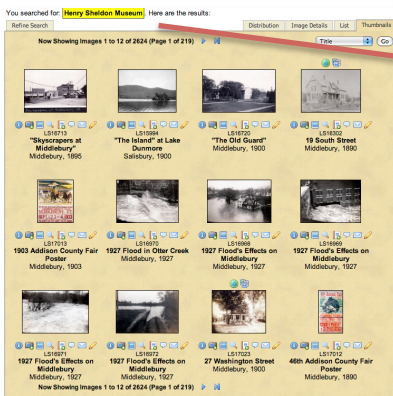 You searched for: Henry Sheldon Museum. Here are the results:
Refine Search
Distribution Image Details List Thumbnails
Now Showing Images 1 to 12 of 2624 (Page 1 of 219)
Title Go
LS16713 LS15994 LS16720 LS16302
"Skyscrapers at Middlebury" "The Island" at Lake Dunmore "The Old Guard" 19 South Street
Middlebury, 1895 Salisbury, 1900 Middlebury, 1900 Middlebury, 1890
LS17013 LS16970 LS16968 LS16969
1903 Addison County Fair Poster 1927 Flood in Otter Creek 1927 Flood's Effects on Middlebury 1927 Flood's Effects on Middlebury
Middlebury, 1903 Middlebury, 1927 Middlebury, 1927 Middlebury, 1927
LS16971 LS16972 LS17023 LS17012
1927 Flood's Effects on Middlebury 1927 Flood's Effects on Middlebury 27 Washington Street 46th Addison County Fair Poster
Middlebury, 1927 Middlebury, 1927 Middlebury, 1900 Middlebury, 1890
Now Showing Images 1 to 12 of 2624 (Page 1 of 219)